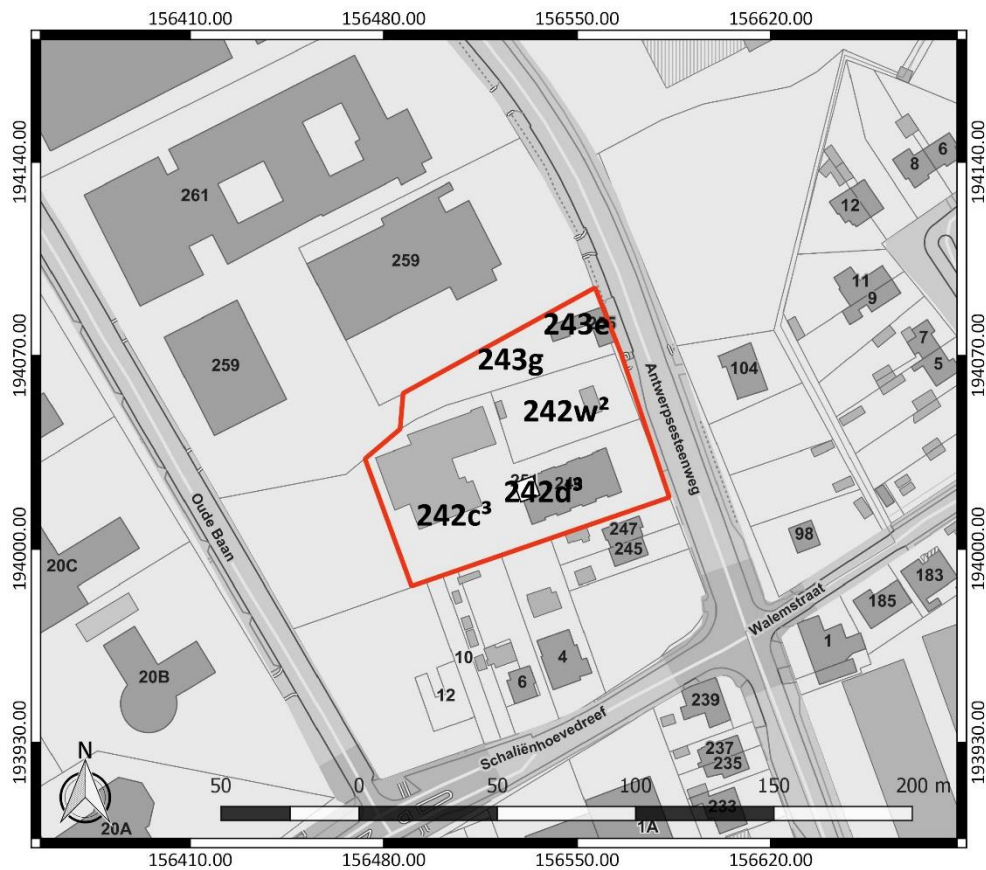 156410.00 156480.00 156550.00 156620.00
194140.00
194070.00
194000.00
193930.00
194140.00
194070.00
194000.00
193930.00
261
259
259
6
8
12
11
9
7
5
104
243e
243g
242w²
242d³
242c³
Antwerpsesteenweg
Oude Baan
247
245
98
20C
183
185
Walemstraat
1
10
4
6
12
20B
Schaliënhoevedreef
239
237
235
233
N
50 0 50 100 150 200 m
1A
20A
156410.00 156480.00 156550.00 156620.00